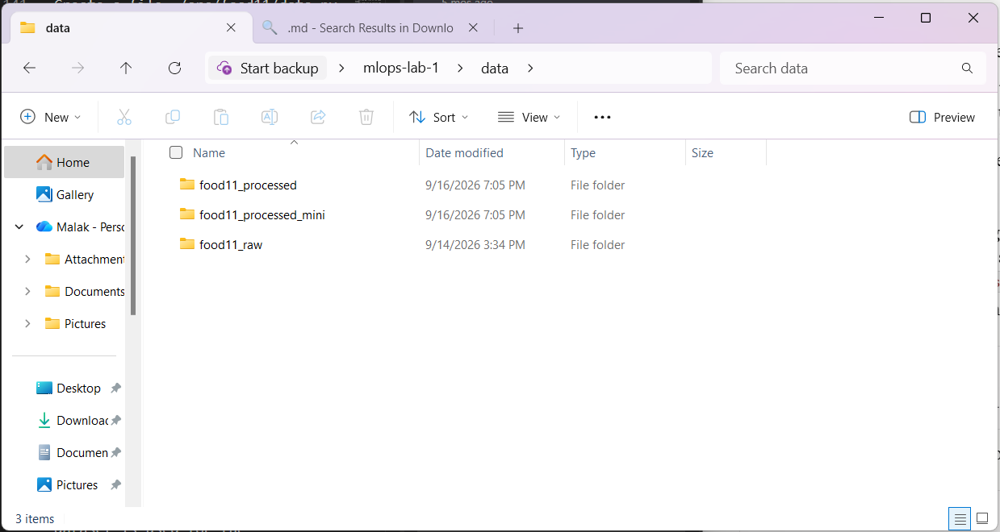 data
.md - Search Results in Downlo
Start backup
mlops-lab-1
data
Search data
New
Sort
View
Preview
Name
Date modified
Type
Size
Home
Gallery
Malak - Perso
Attachment
Documents
Pictures
Desktop
Downloac
Documen
Pictures
food11_processed
9/16/2026 7:05 PM
File folder
food11_processed_mini
9/16/2026 7:05 PM
File folder
food11_raw
9/14/2026 3:34 PM
File folder
3 items